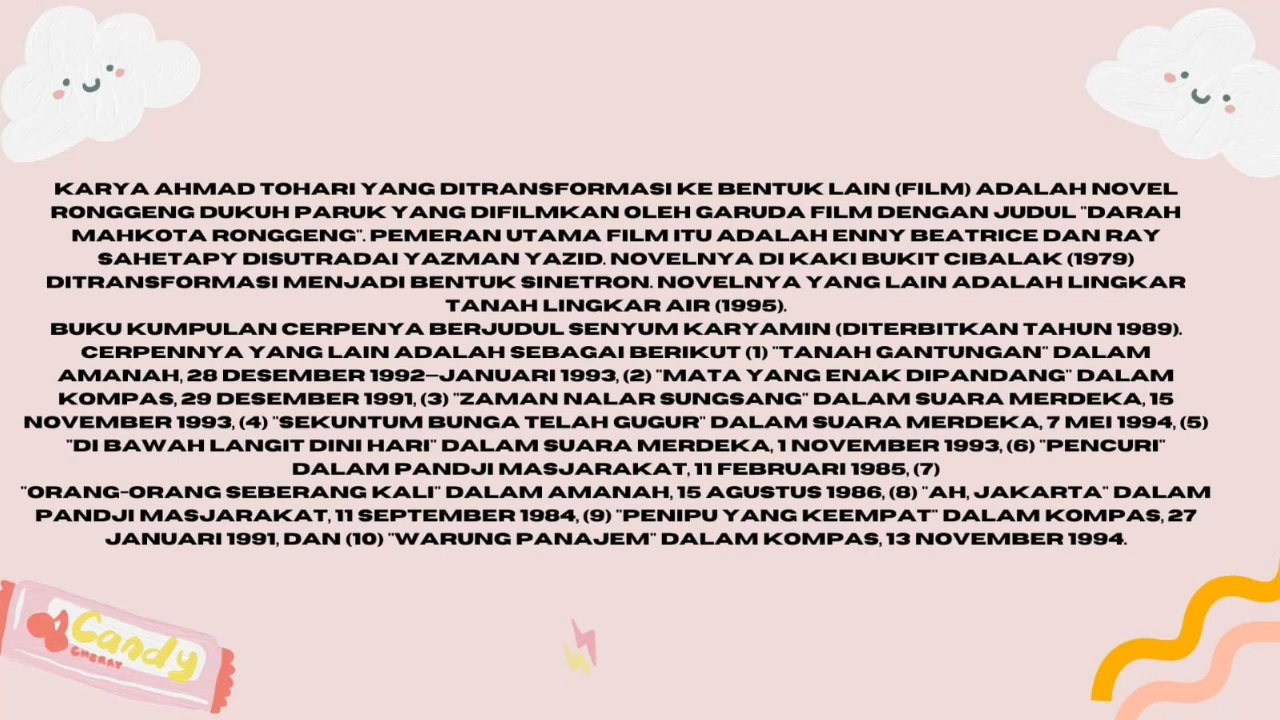 KARYA AHMAD TOHARI YANG DITRANSFORMASI KE BENTUK LAIN (FILM) ADALAH NOVEL
RONGGENG DUKUH PARUK YANG DIFILMKAN OLEH GARUDA FILM DENGAN JUDUL "DARAH
MAHKOTA RONGGENG". PEMERAN UTAMA FILM ITU ADALAH ENNY BEATRICE DAN RAY
SAHETAPY DISUTRADAI YAZMAN YAZID. NOVELNYA DI KAKI BUKIT CIBALAK (1979)
DITRANSFORMASI MENJADI BENTUK SINETRON. NOVELNYA YANG LAIN ADALAH LINGKAR
TANAH LINGKAR AIR (1995).
BUKU KUMPULAN CERPENYA BERJUDUL SENYUM KARYAMIN (DITERBITKAN TAHUN 1989).
CERPENNYA YANG LAIN ADALAH SEBAGAI BERIKUT (1) "TANAH GANTUNGAN" DALAM
AMANAH, 28 DESEMBER 1992—JANUARI 1993, (2) "MATA YANG ENAK DIPANDANG" DALAM
KOMPAS, 29 DESEMBER 1991, (3) "ZAMAN NALAR SUNGSANG" DALAM SUARA MERDEKA, 15
NOVEMBER 1993, (4) "SEKUNTUM BUNGA TELAH GUGUR" DALAM SUARA MERDEKA, 7 MEI 1994, (5)
"DI BAWAH LANGIT DINI HARI" DALAM SUARA MERDEKA, 1 NOVEMBER 1993, (6) "PENCURI"
DALAM PANDJI MASJARAKAT, 11 FEBRUARI 1985, (7)
"ORANG-ORANG SEBERANG KALI" DALAM AMANAH, 15 AGUSTUS 1986, (8) "AH, JAKARTA" DALAM
PANDJI MASJARAKAT, 11 SEPTEMBER 1984, (9) "PENIPU YANG KEEMPAT" DALAM KOMPAS, 27
JANUARI 1991, DAN (10) "WARUNG PANAJEM" DALAM KOMPAS, 13 NOVEMBER 1994.
Candy
CHERRY